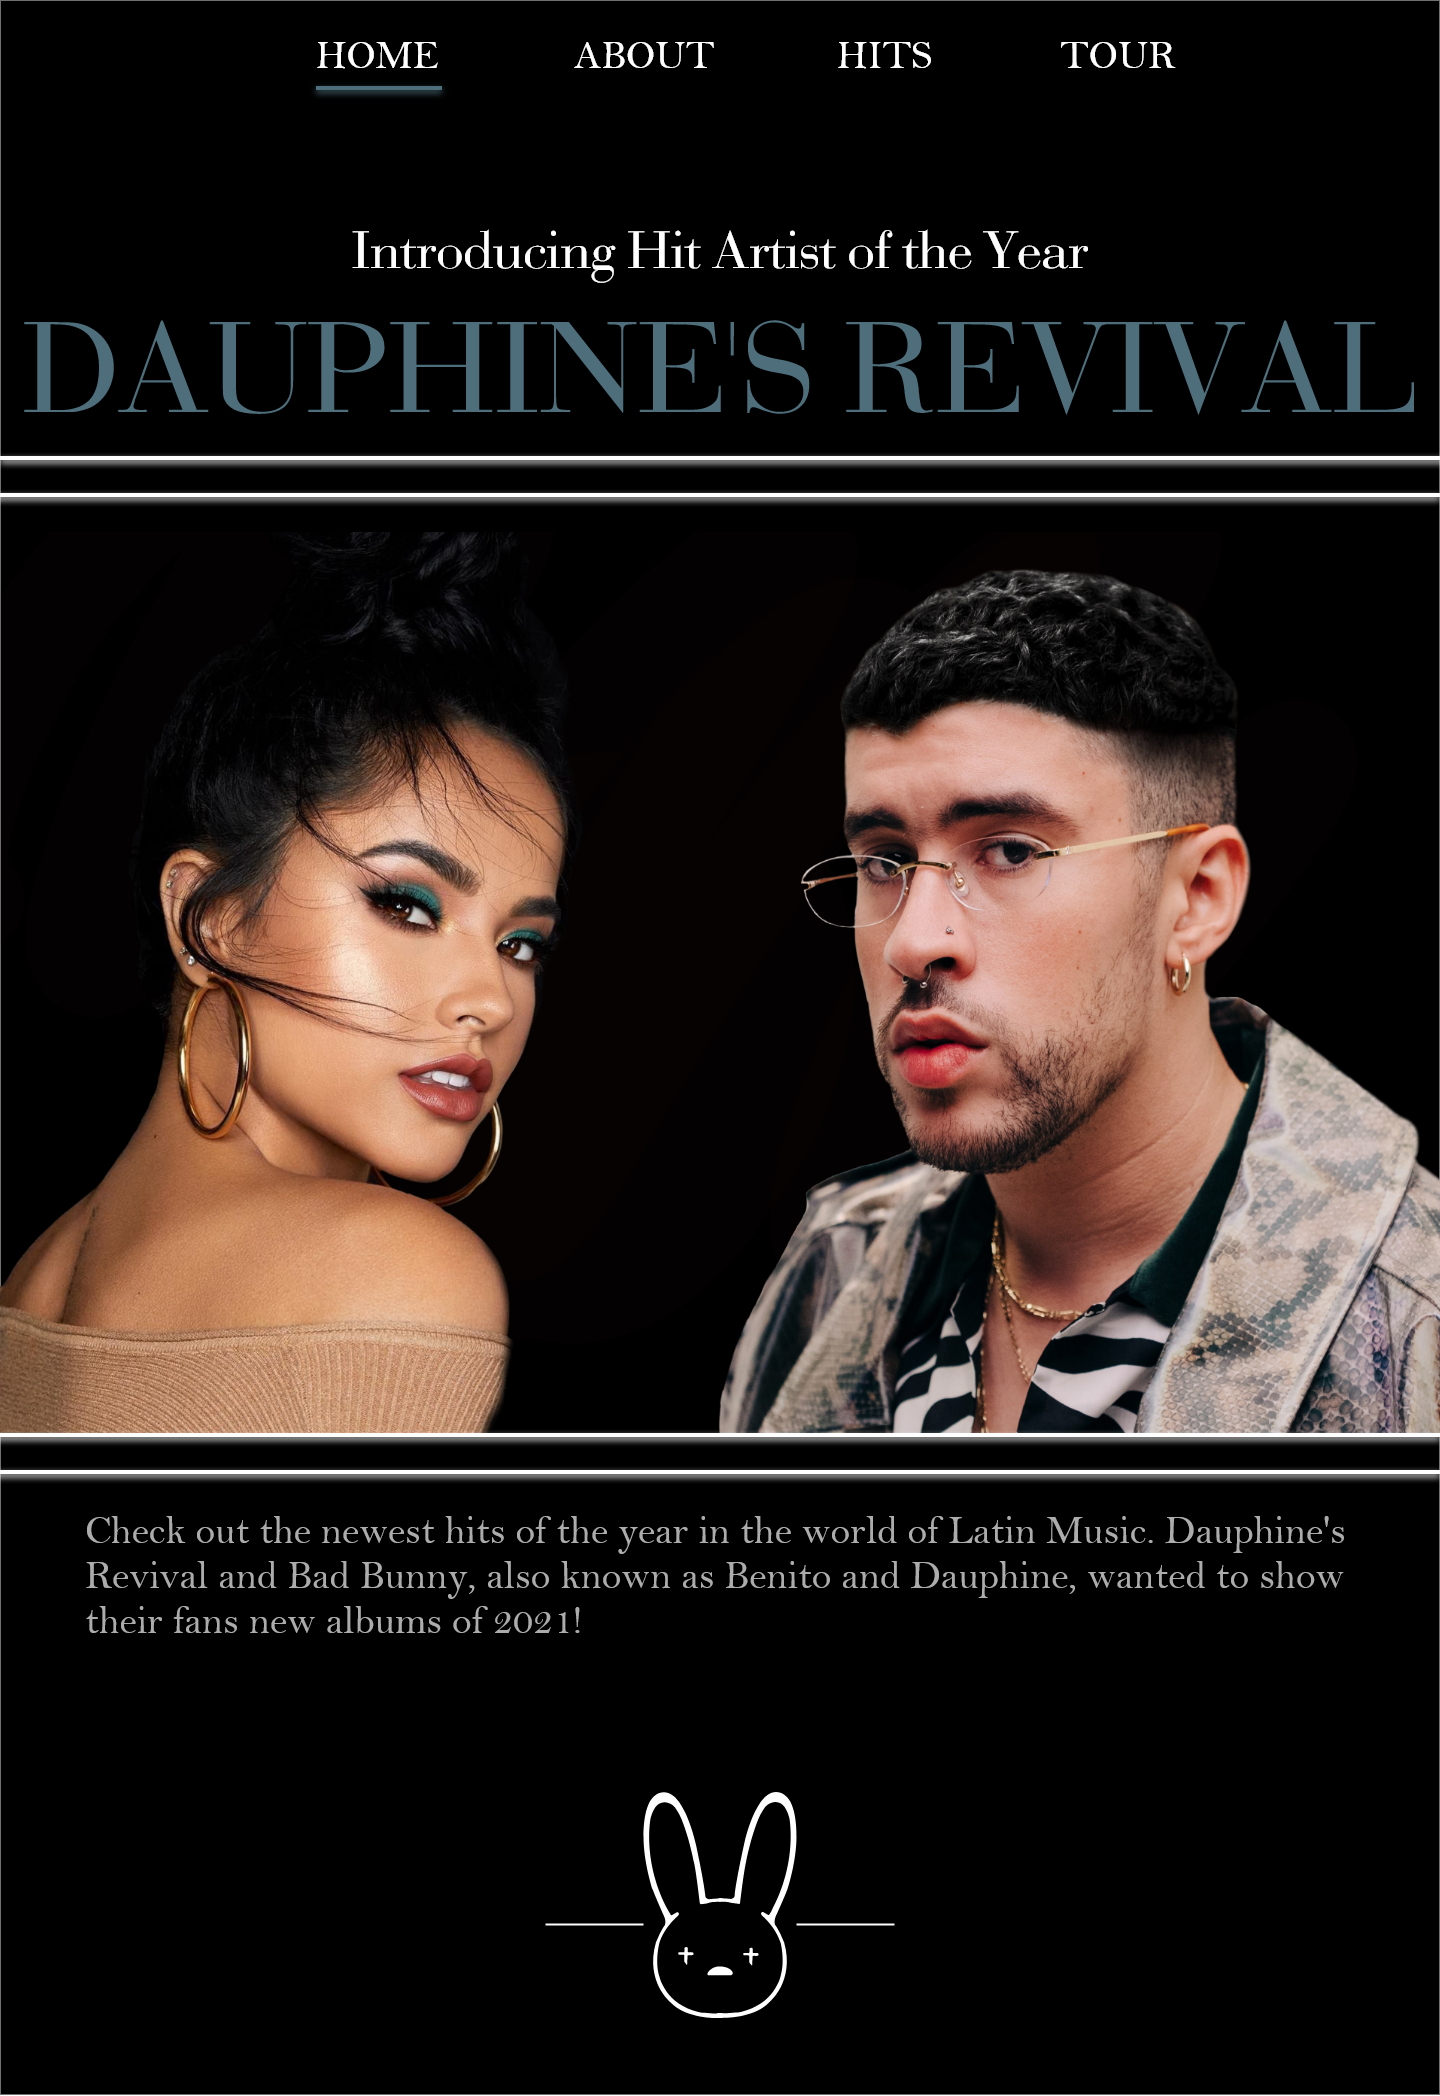 HOME ABOUT HITS TOUR
Introducing Hit Artist of the Year
DAUPHINE'S REVIVAL
Check out the newest hits of the year in the world of Latin Music. Dauphine's
Revival and Bad Bunny, also known as Benito and Dauphine, wanted to show
their fans new albums of 2021!